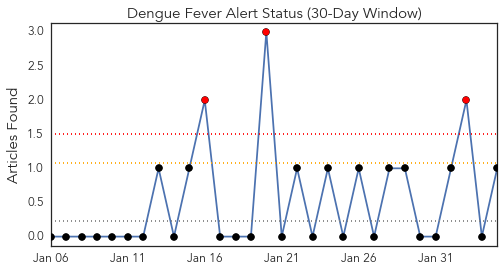 Dengue Fever Alert Status (30-Day Window)
Articles Found
3.0
2.5
2.0
1.5
1.0
0.5
0.0
Jan 06 Jan 11 Jan 16 Jan 21 Jan 26 Jan 31